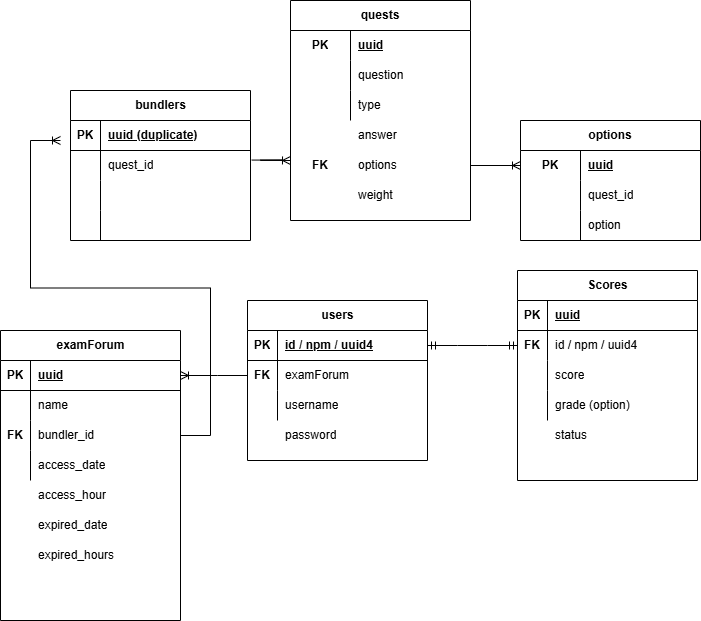 quests
PK uuid
question
type
answer
FK options
weight
bundlers
PK uuid (duplicate)
quest_id
options
PK uuid
quest_id
option
Scores
PK uuid
FK id / npm / uuid4
score
grade (option)
status
users
PK id / npm / uuid4
FK examForum
username
password
examForum
PK uuid
name
FK bundler_id
access_date
access_hour
expired_date
expired_hours